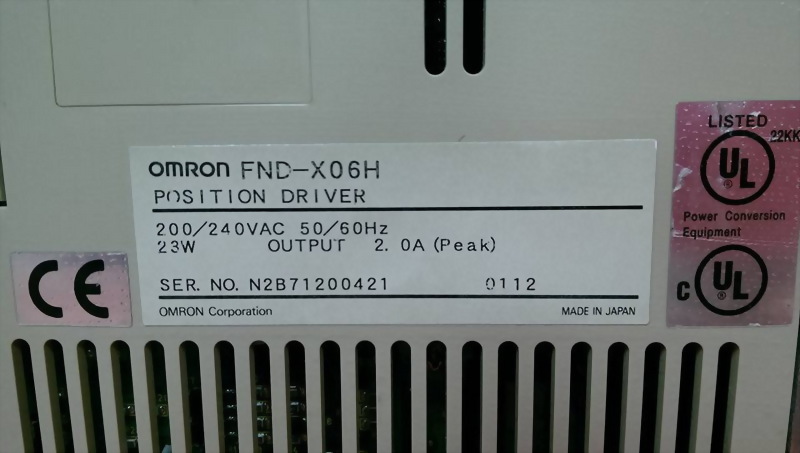 OMRON FND-X06H
POSITION DRIVER
200/240VAC 50/60Hz
23W OUTPUT 2.0A (Peak)
SER. NO. N2B71200421 0112
OMRON Corporation MADE IN JAPAN
CE
LISTED
22KK
UL
®
Power Conversion
Equipment
C UL
®